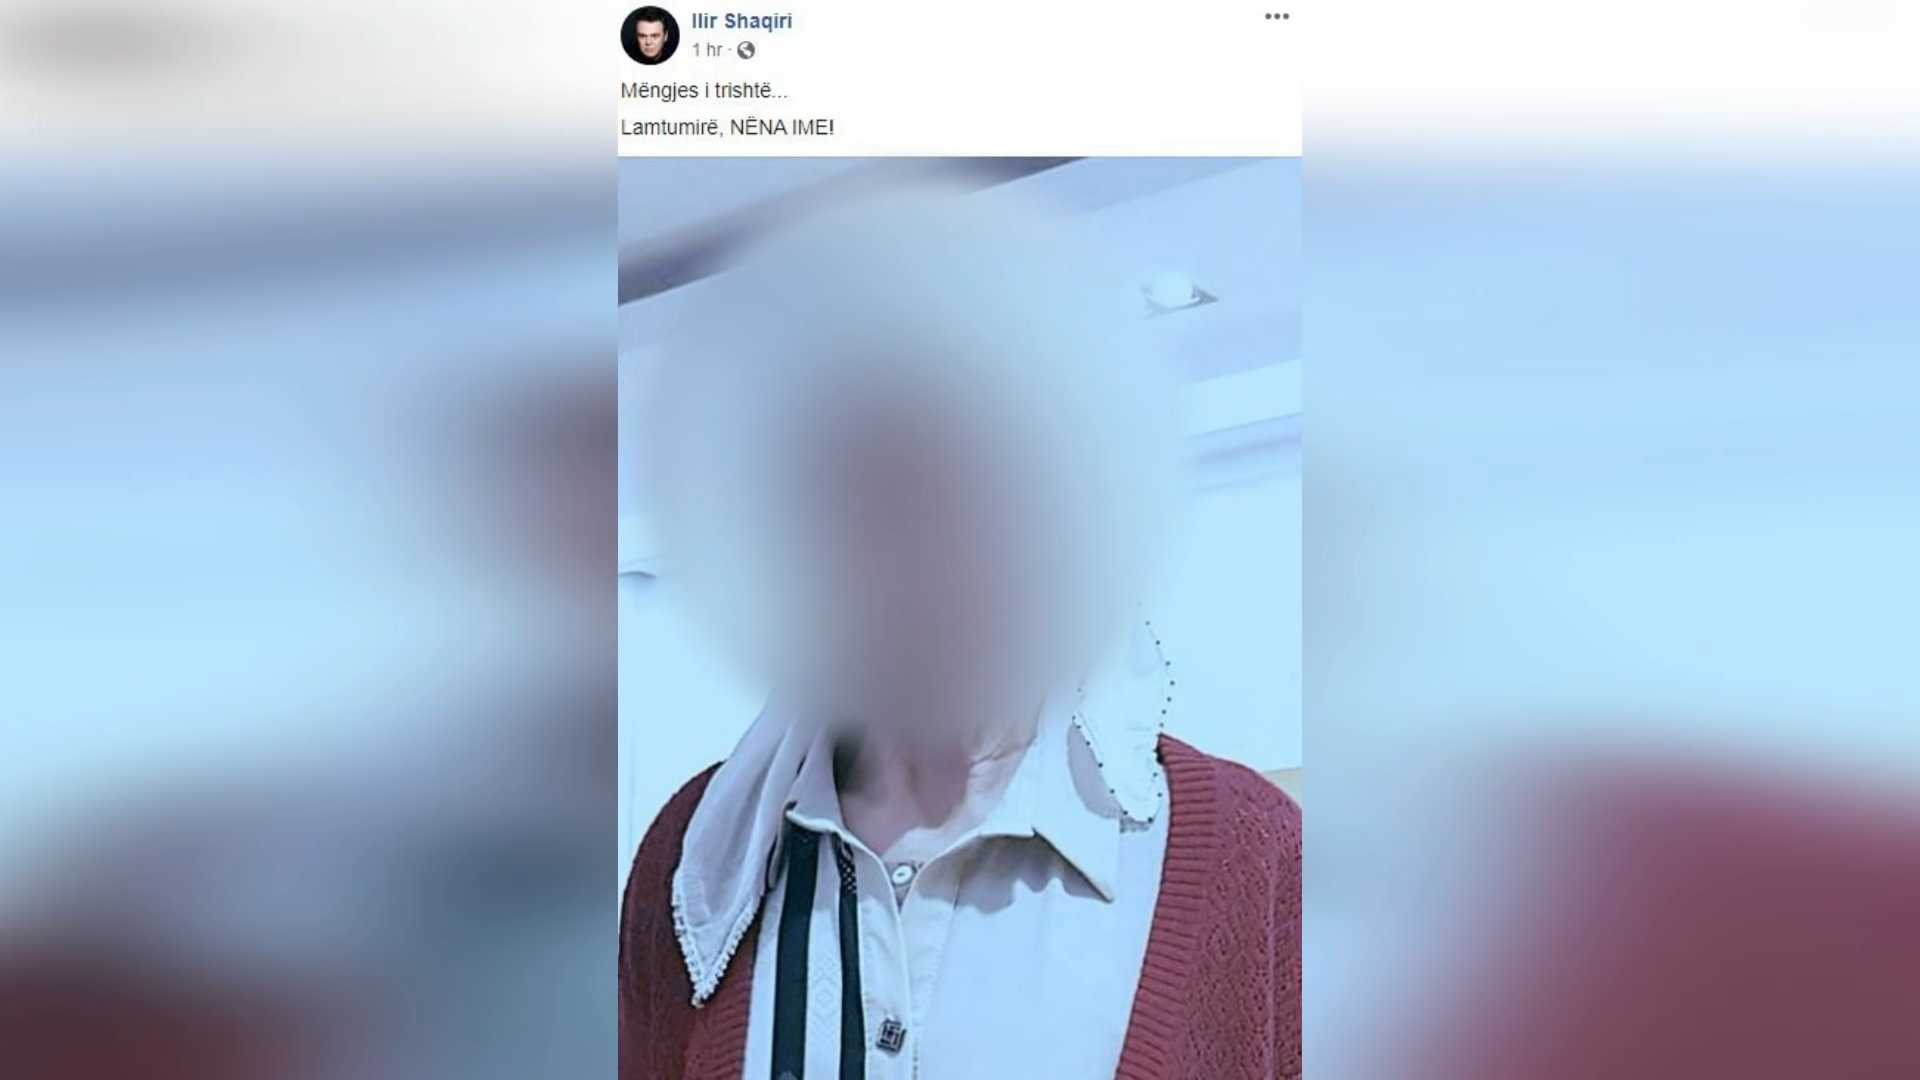 Ilir Shaqiri
1 hr ·
Mëngjes i trishtë...
Lamtumirë, NËNA IME!